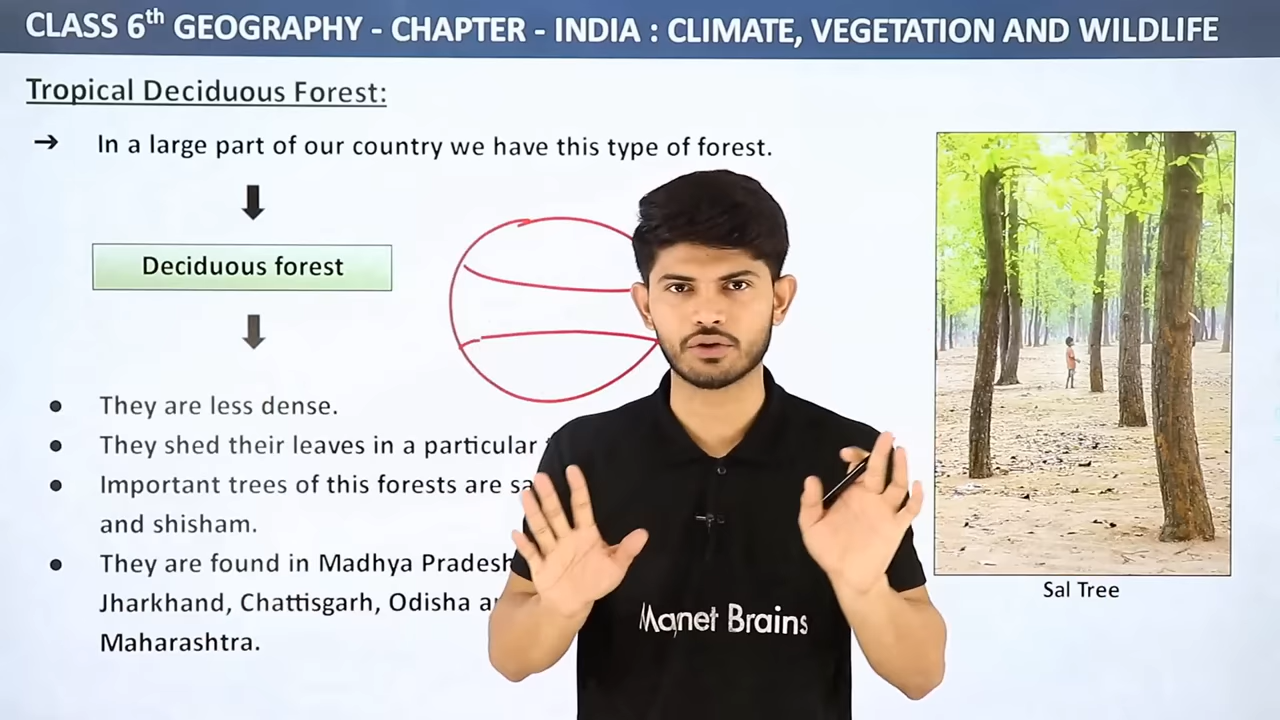 CLASS 6th GEOGRAPHY - CHAPTER - INDIA : CLIMATE, VEGETATION AND WILDLIFE
Tropical Deciduous Forest:
→ In a large part of our country we have this type of forest.
Deciduous forest
● They are less dense.
● They shed their leaves in a particular
● Important trees of this forests are
and shisham.
● They are found in Madhya Pradesh
Jharkhand, Chattisgarh, Odisha
Maharashtra.
Sal Tree
Magnet Brains